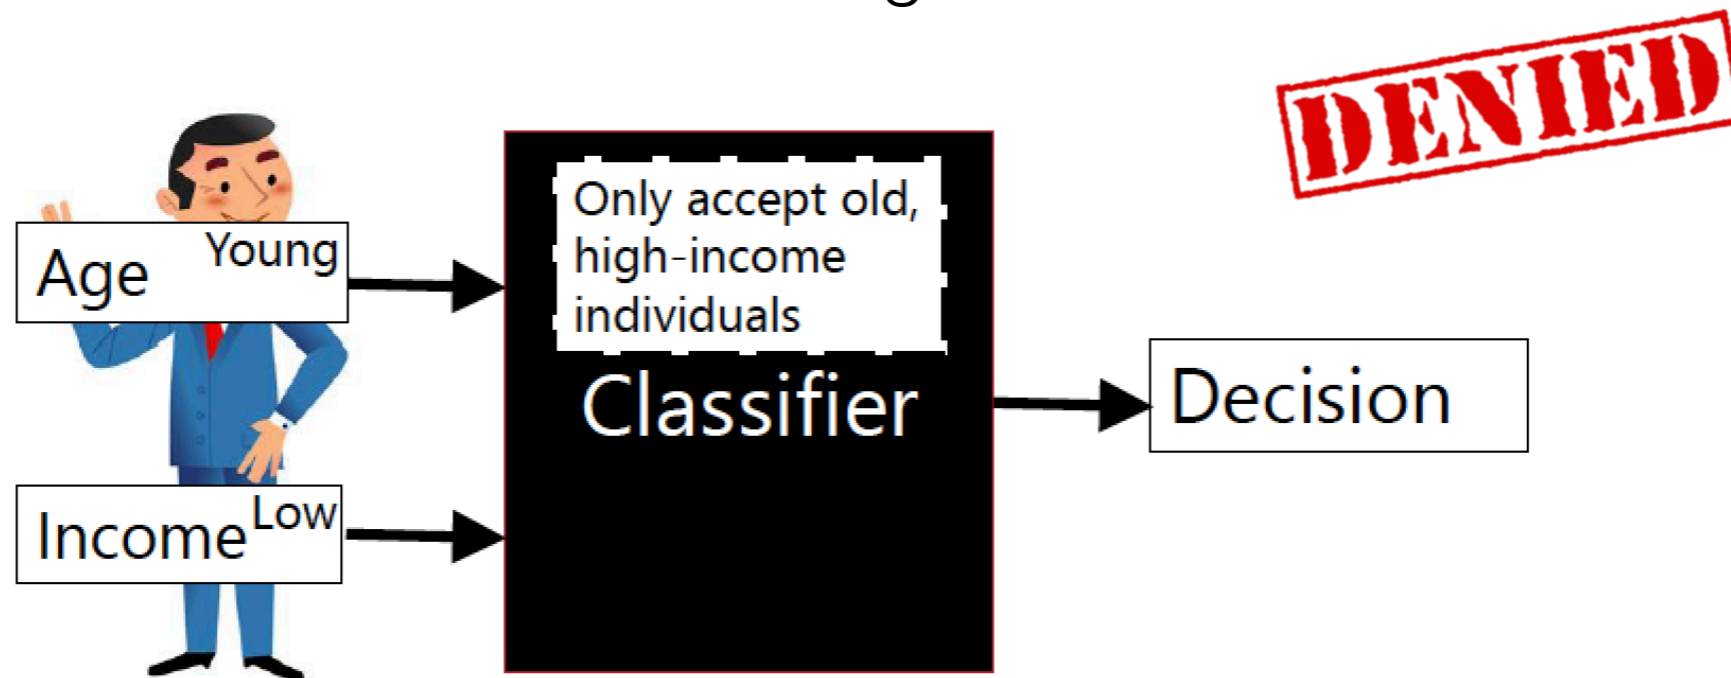 DENIED
Age Young
Only accept old,
high-income
individuals
Classifier
Decision
Income Low